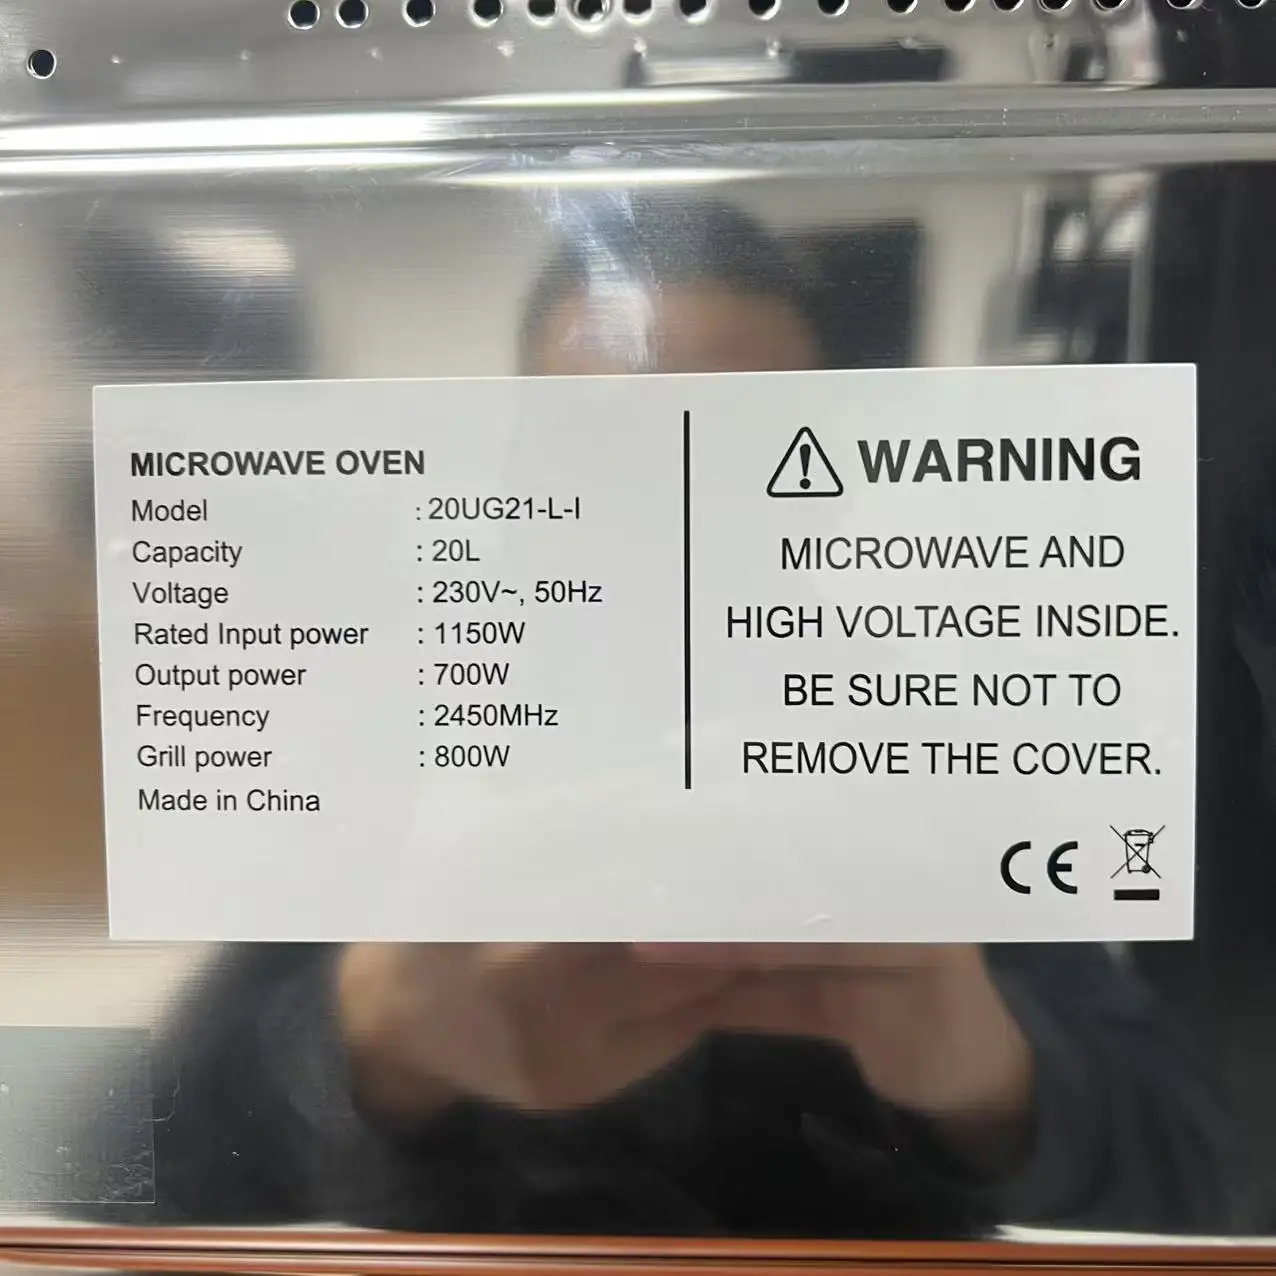 MICROWAVE OVEN
Model : 20UG21-L-I
Capacity : 20L
Voltage : 230V~, 50Hz
Rated Input power : 1150W
Output power : 700W
Frequency : 2450MHz
Grill power : 800W
Made in China
WARNING
MICROWAVE AND
HIGH VOLTAGE INSIDE.
BE SURE NOT TO
REMOVE THE COVER.
CE